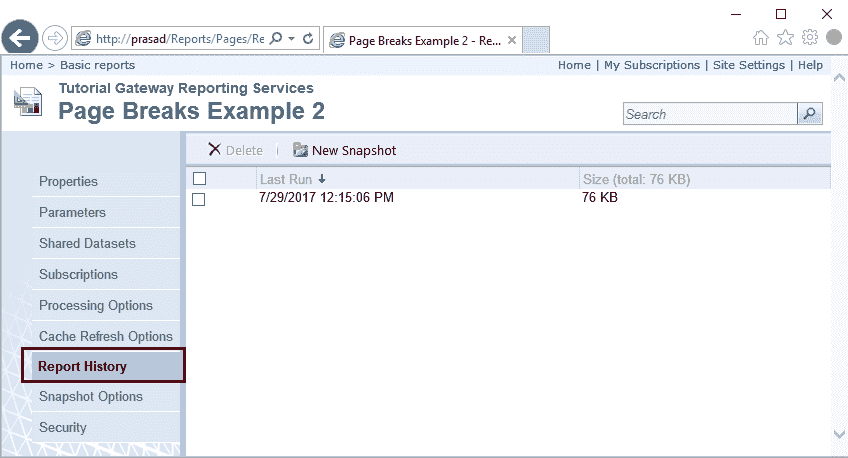 http://prasad/Reports/Pages/Re
Page Breaks Example 2 - Re...
Home > Basic reports
Home | My Subscriptions | Site Settings | Help
Tutorial Gateway Reporting Services
Page Breaks Example 2
Search
Delete
New Snapshot
Properties
Parameters
Shared Datasets
Subscriptions
Processing Options
Cache Refresh Options
Report History
Snapshot Options
Security
Last Run Size (total: 76 KB)
7/29/2017 12:15:06 PM 76 KB